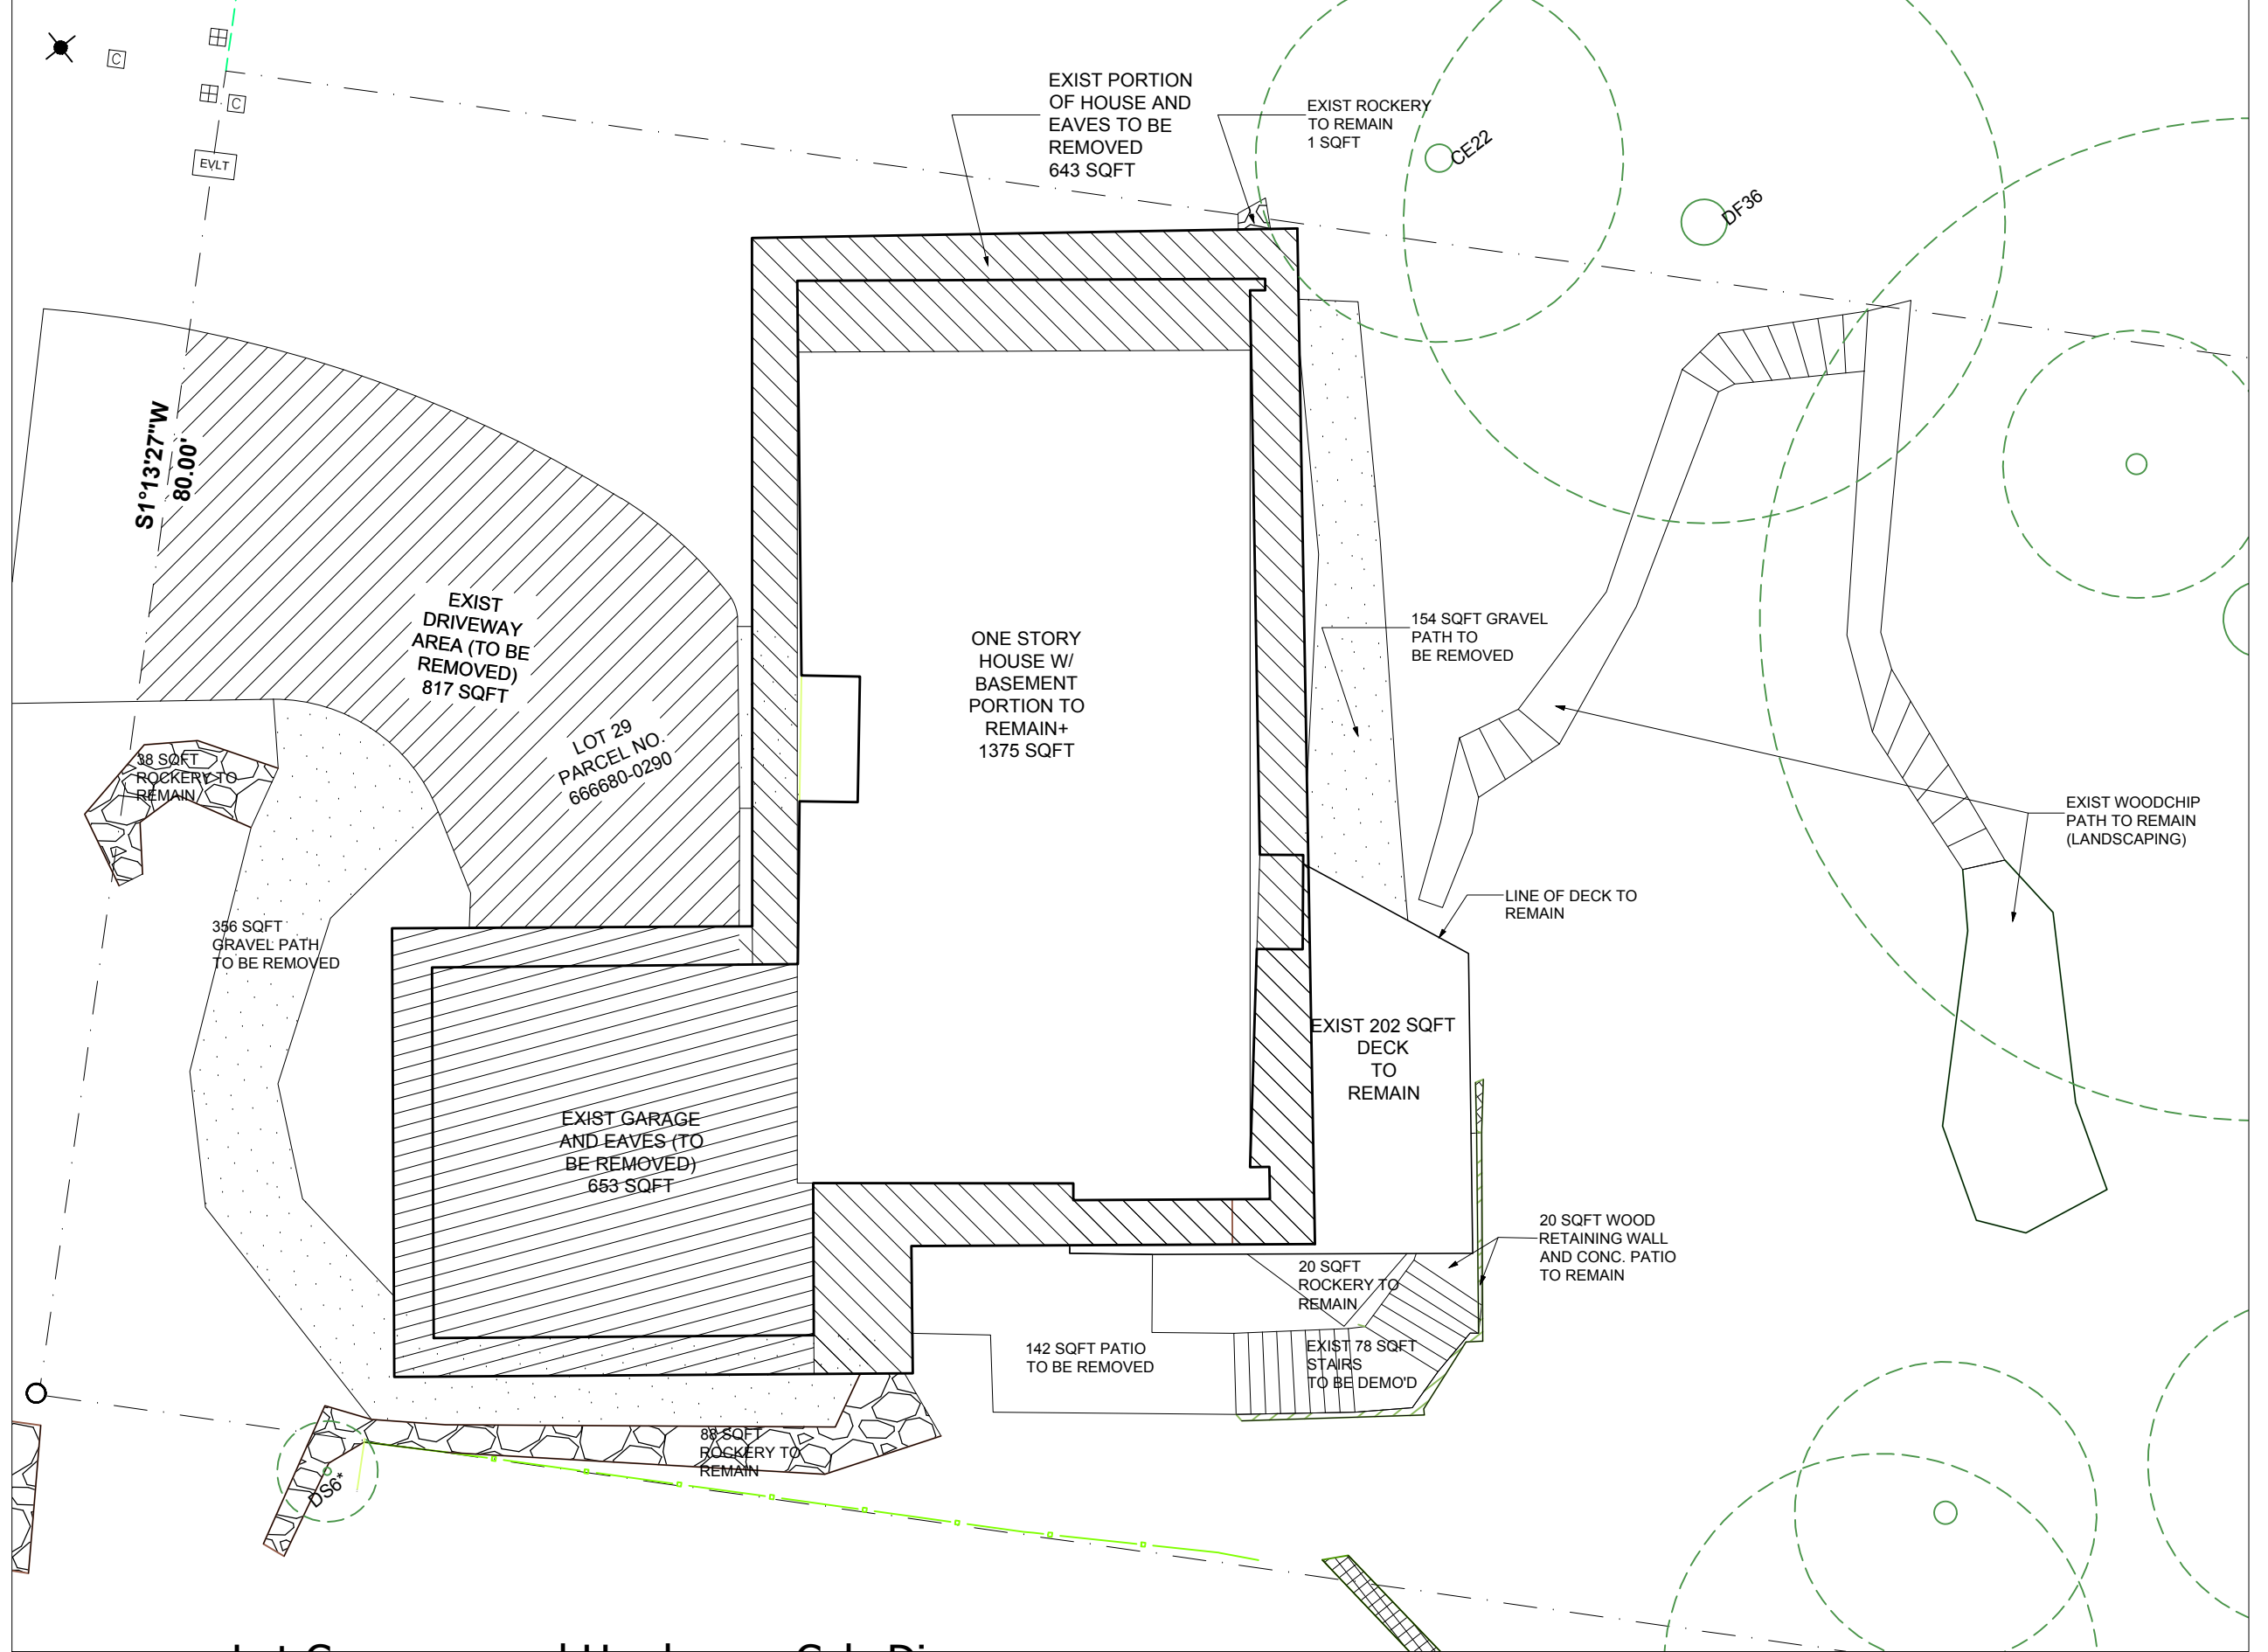 C
C
EVLT
EXIST PORTION
OF HOUSE AND
EAVES TO BE
REMOVED
643 SQFT
EXIST ROCKERY
TO REMAIN
1 SQFT
CE22
DF36
S1°13'27"W
80.00'
EXIST
DRIVEWAY
AREA (TO BE
REMOVED)
817 SQFT
LOT 29
PARCEL NO.
666680-0290
ONE STORY
HOUSE W/
BASEMENT
PORTION TO
REMAIN+
1375 SQFT
154 SQFT GRAVEL
PATH TO
BE REMOVED
38 SQFT
ROCKERY TO
REMAIN
EXIST WOODCHIP
PATH TO REMAIN
(LANDSCAPING)
LINE OF DECK TO
REMAIN
356 SQFT
GRAVEL PATH
TO BE REMOVED
EXIST 202 SQFT
DECK
TO
REMAIN
EXIST GARAGE
AND EAVES (TO
BE REMOVED)
653 SQFT
20 SQFT WOOD
RETAINING WALL
AND CONC. PATIO
TO REMAIN
20 SQFT
ROCKERY TO
REMAIN
142 SQFT PATIO
TO BE REMOVED
EXIST 78 SQFT
STAIRS
TO BE DEMO'D
88 SQFT
ROCKERY TO
REMAIN
DS6*